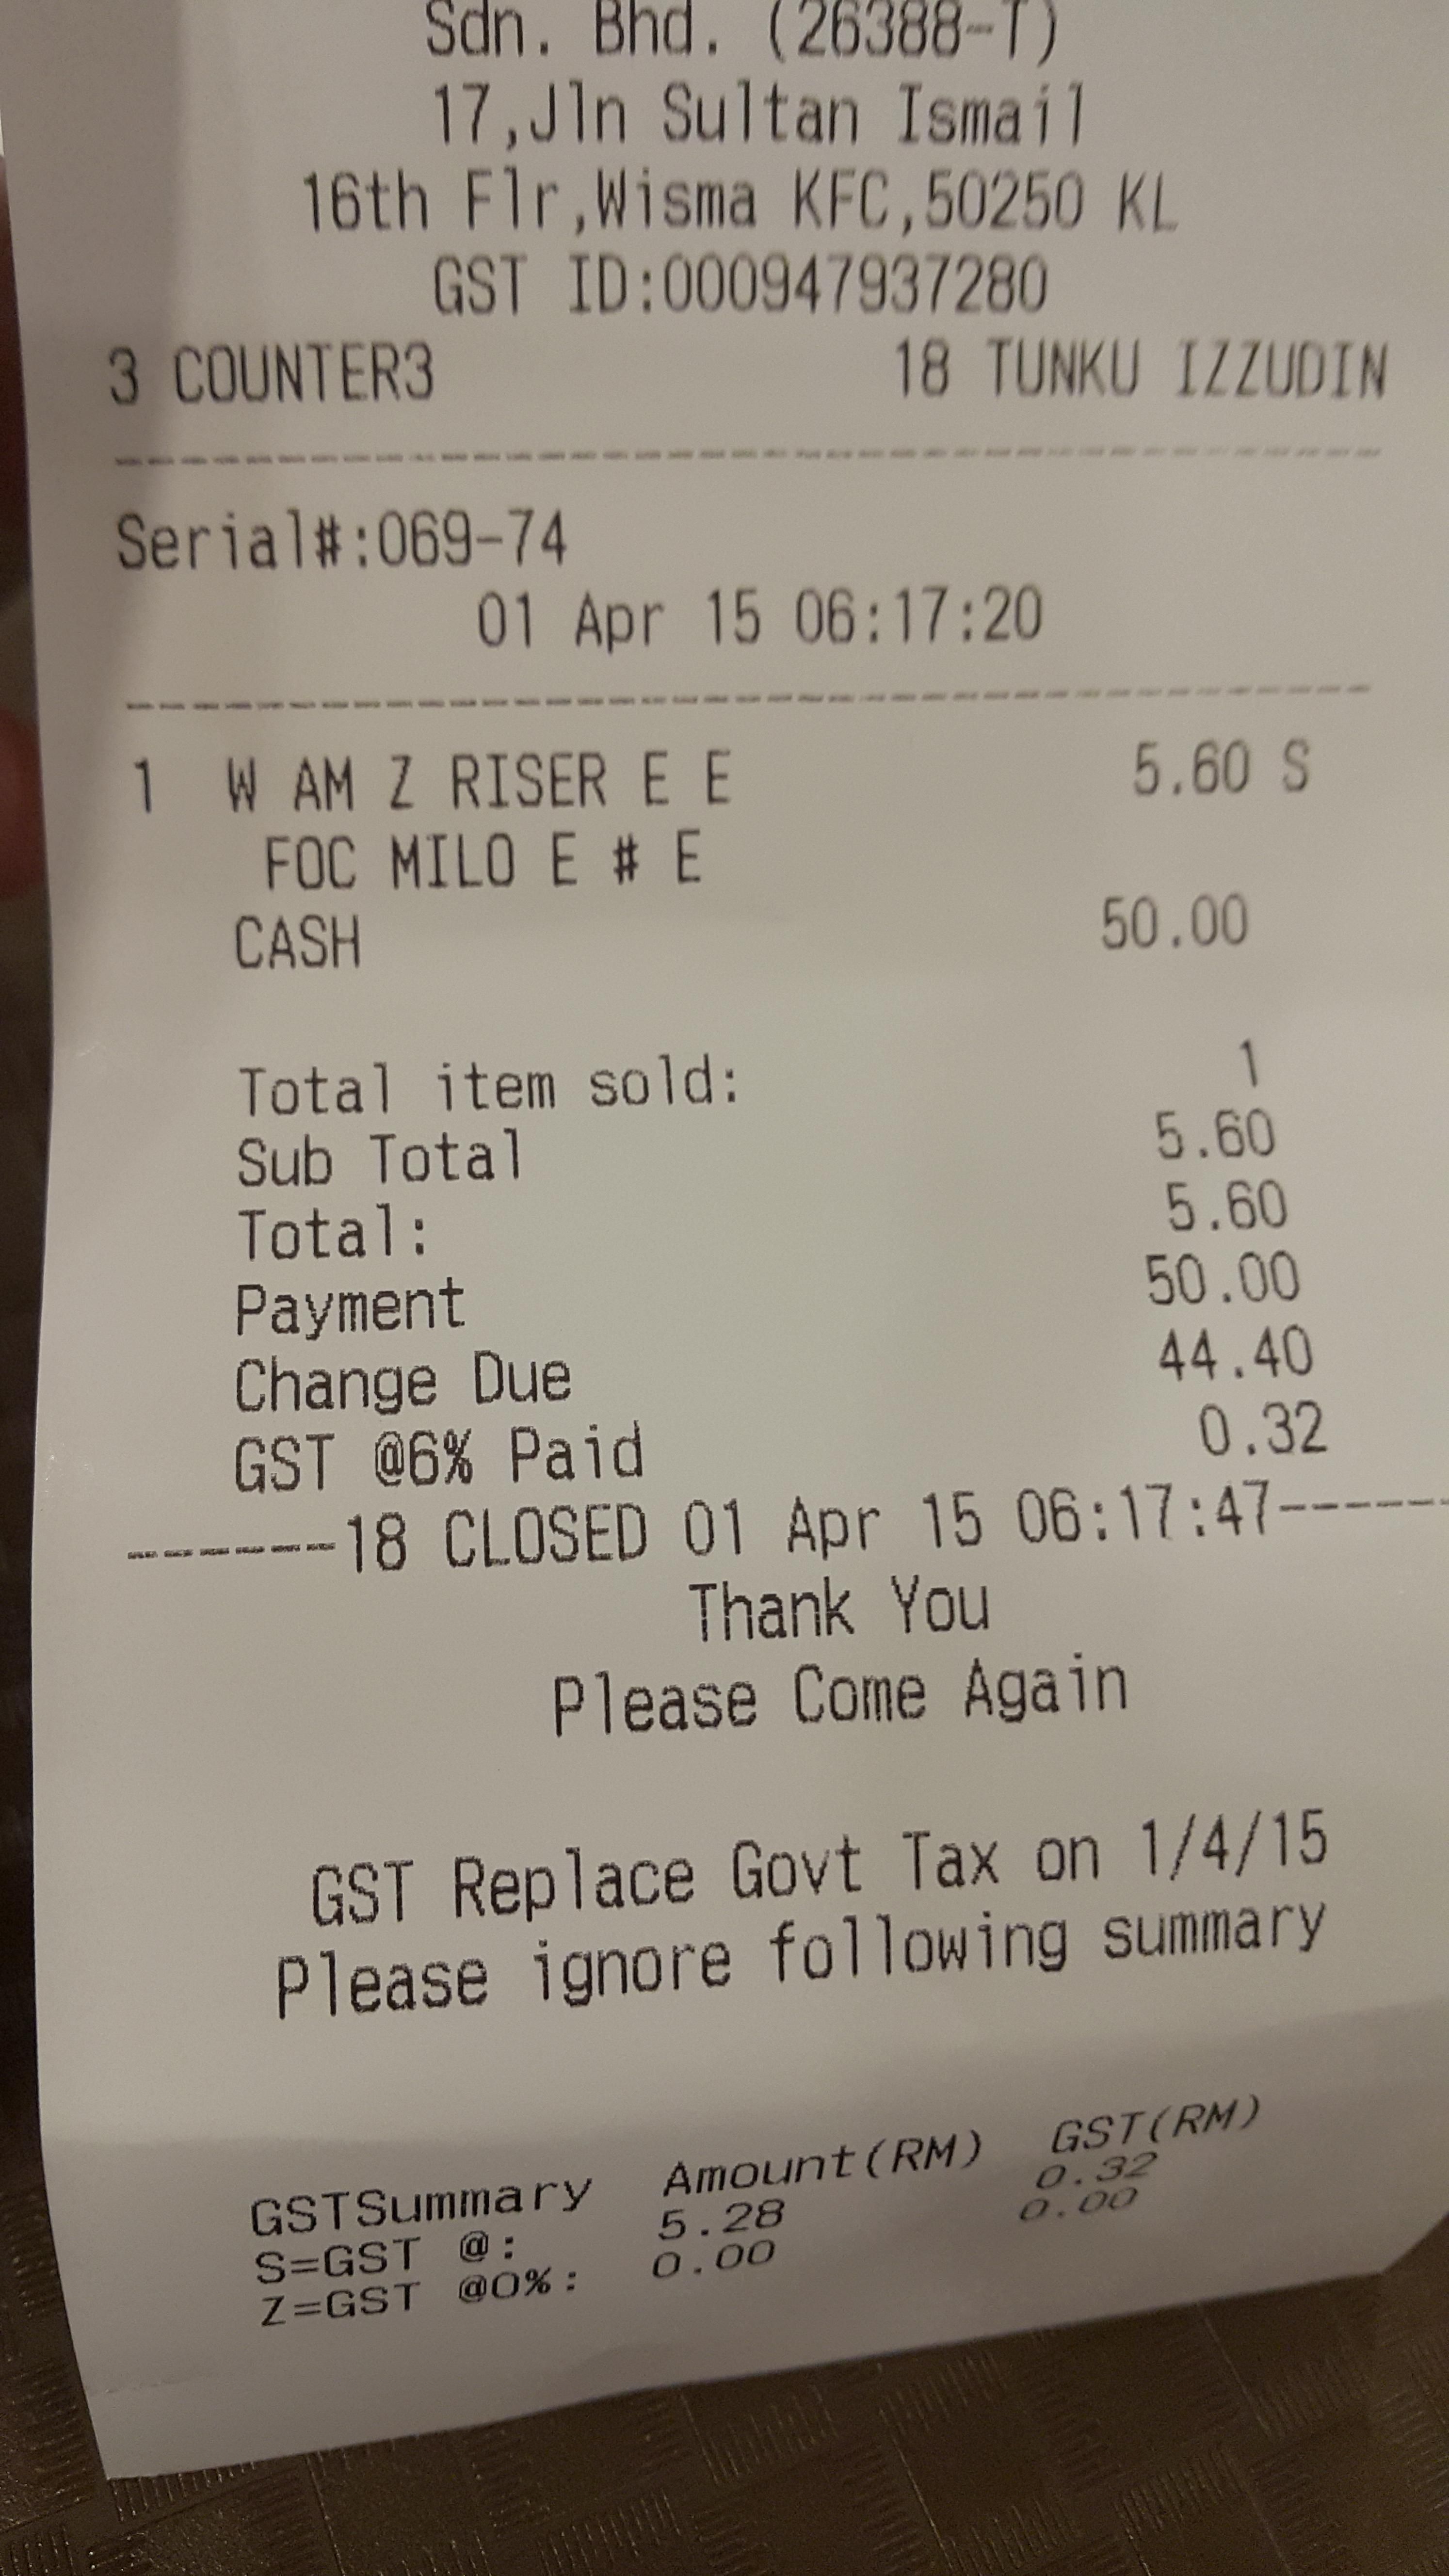 Sdn. Bhd. (26388-T)
17,Jln Sultan Ismail
16th Flr,Wisma KFC,50250 KL
GST ID:000947937280
3 COUNTER3 18 TUNKU IZZUDIN
Serial#:069-74
01 Apr 15 06:17:20
1 W AM Z RISER E E 5.60 S
FOC MILO E # E
CASH 50.00
Total item sold: 1
Sub Total 5.60
Total: 5.60
Payment 50.00
Change Due 44.40
GST @6% Paid 0.32
-------18 CLOSED 01 Apr 15 06:17:47------
Thank You
Please Come Again
GST Replace Govt Tax on 1/4/15
Please ignore following summary
GSTSummary Amount(RM) GST(RM)
S=GST @: 5.28 0.32
Z=GST @0%: 0.00 0.00